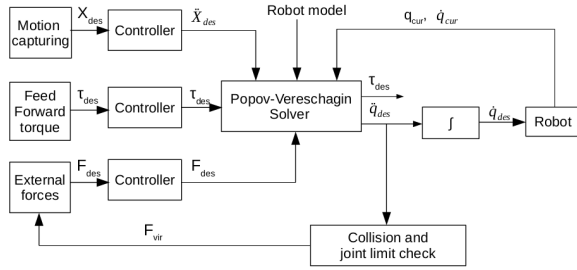 Motion
capturing
X_des
Controller
Ẍ_des
Robot model
q_cur, q̇_cur
Feed
Forward
torque
τ_des
Controller
τ_des
Popov-Vereschagin
Solver
τ_des
q̈_des
∫
q̇_des
Robot
External
forces
F_des
Controller
F_des
F_vir
Collision and
joint limit check